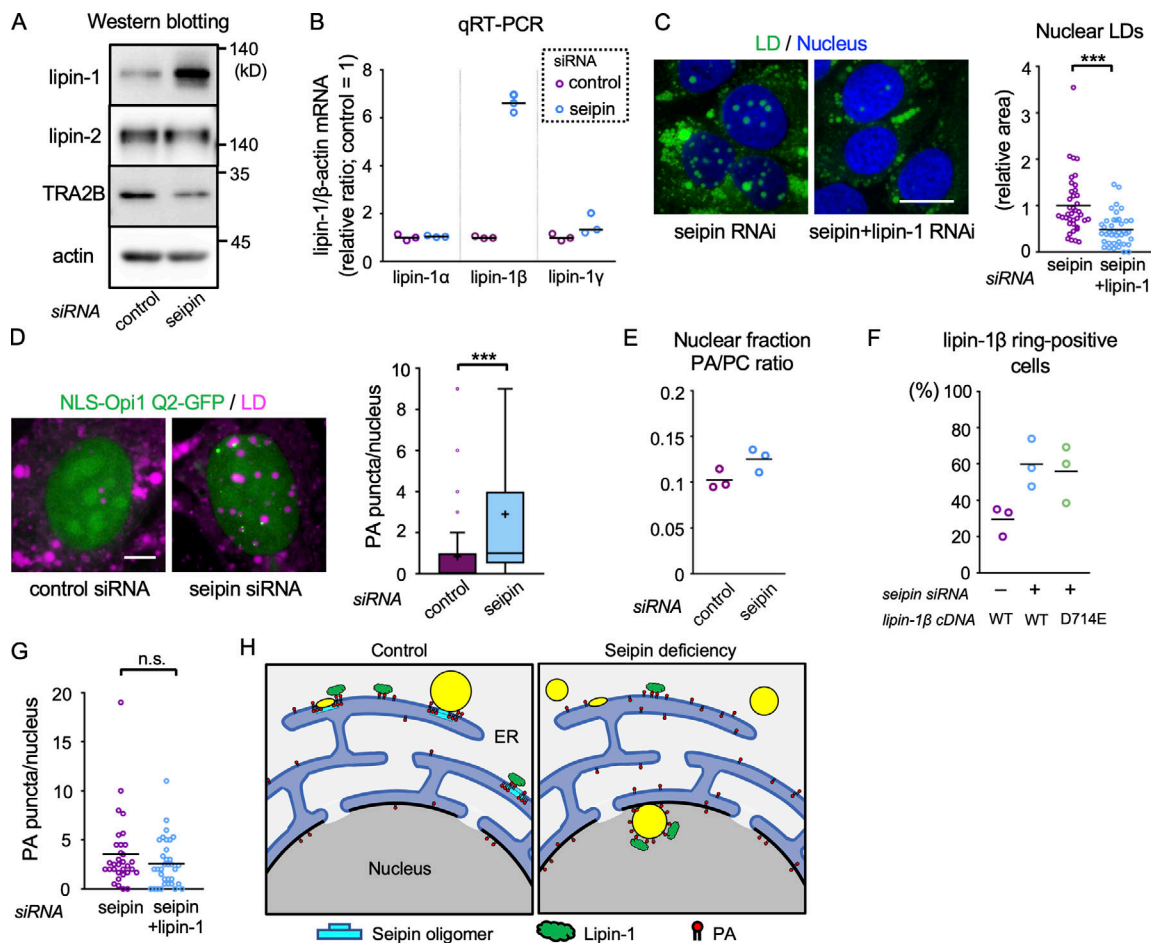 A
Western blotting
140
(kD)
lipin-1
lipin-2
140
35
TRA2B
45
actin
siRNA
control
seipin
B
qRT-PCR
siRNA
control
seipin
lipin-1/β-actin mRNA
(relative ratio; control = 1)
8
6
4
2
0
lipin-1α
lipin-1β
lipin-1γ
C
LD / Nucleus
seipin RNAi
seipin+lipin-1 RNAi
Nuclear LDs
***
(relative area)
5
4
3
2
1
0
siRNA
seipin
seipin
+lipin-1
D
NLS-Opi1 Q2-GFP / LD
control siRNA
seipin siRNA
***
PA puncta/nucleus
10
8
6
4
2
0
siRNA
control
seipin
E
Nuclear fraction
PA/PC ratio
0.2
0.15
0.1
0.05
0
siRNA
control
seipin
F
lipin-1β ring-positive
cells
(%)
100
80
60
40
20
0
seipin siRNA
–
+
+
lipin-1β cDNA
WT
WT
D714E
G
n.s.
PA puncta/nucleus
20
15
10
5
0
siRNA
seipin
seipin
+lipin-1
H
Control
Seipin deficiency
ER
Nucleus
Seipin oligomer
Lipin-1
PA